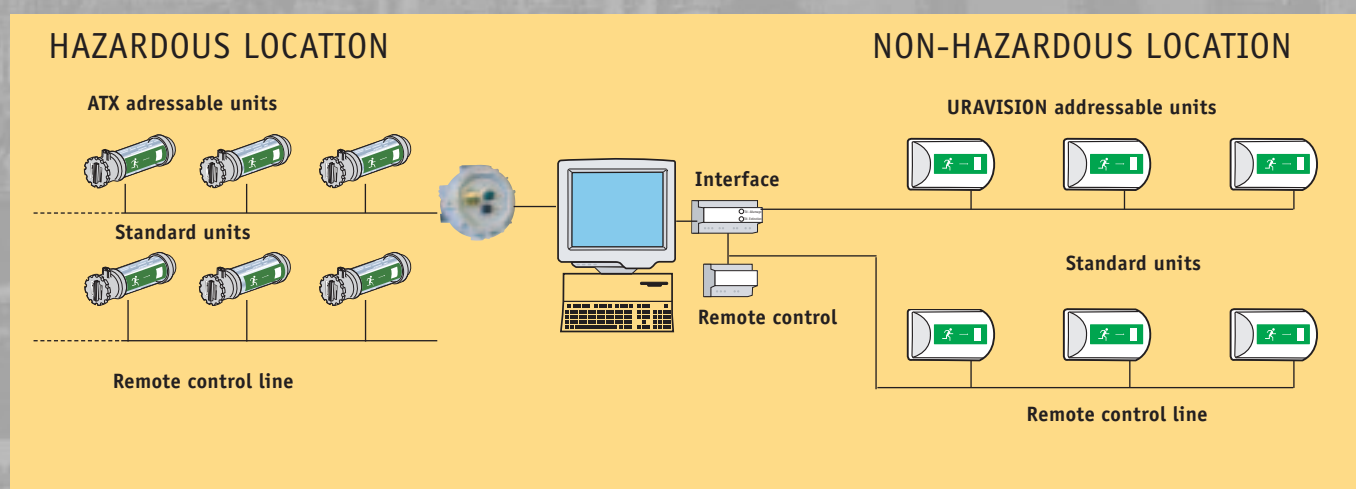 HAZARDOUS LOCATION
NON-HAZARDOUS LOCATION
ATX adressable units
URAVISION addressable units
Interface
Standard units
Standard units
Remote control
Remote control line
Remote control line